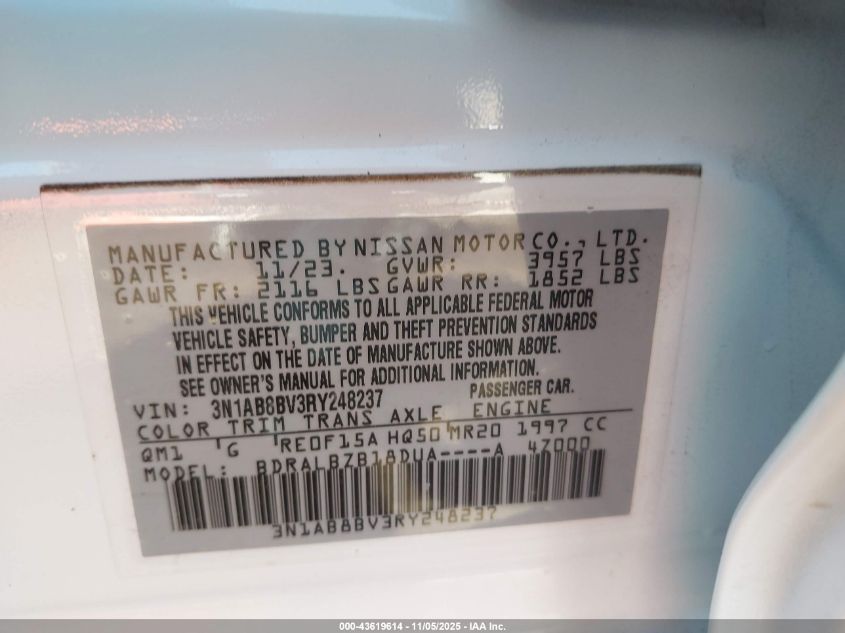 MANUFACTURED BY NISSAN MOTOR CO., LTD.
DATE: 11/23. GVWR: 3957 LBS
GAWR FR: 2116 LBS GAWR RR: 1852 LBS
THIS VEHICLE CONFORMS TO ALL APPLICABLE FEDERAL MOTOR
VEHICLE SAFETY, BUMPER AND THEFT PREVENTION STANDARDS
IN EFFECT ON THE DATE OF MANUFACTURE SHOWN ABOVE.
SEE OWNER'S MANUAL FOR ADDITIONAL INFORMATION.
VIN: 3N1AB8BV3RY248237 PASSENGER CAR.
COLOR TRIM TRANS AXLE ENGINE
QM1 G RE0F15A HQ50 MR20 1997 CC
MODEL: BDRALBZB18DUA----A 4Z000
3N1AB8BV3RY248237
000-43619614 - 11/05/2025 - IAA Inc.